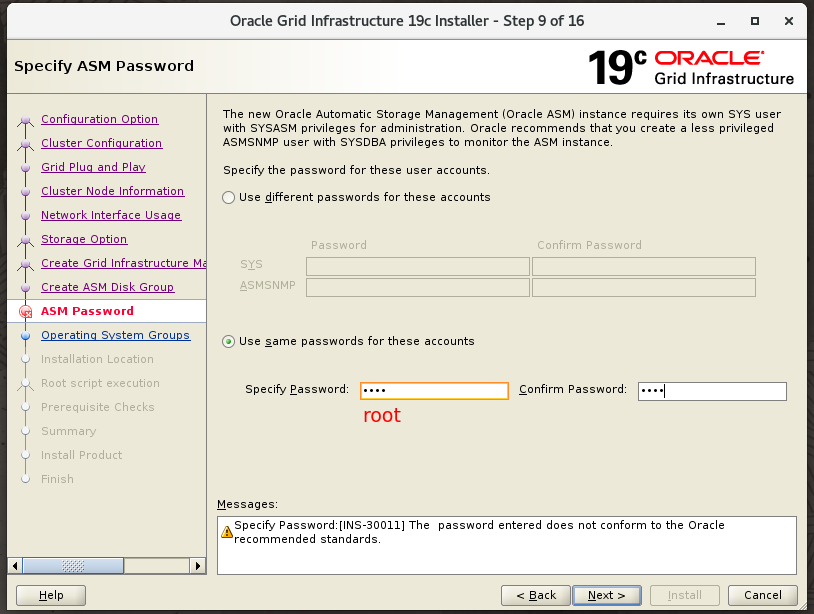 Oracle Grid Infrastructure 19c Installer - Step 9 of 16
Specify ASM Password
19c ORACLE
Grid Infrastructure
Configuration Option
Cluster Configuration
Grid Plug and Play
Cluster Node Information
Network Interface Usage
Storage Option
Create Grid Infrastructure Ma
Create ASM Disk Group
ASM Password
Operating System Groups
Installation Location
Root script execution
Prerequisite Checks
Summary
Install Product
Finish
The new Oracle Automatic Storage Management (Oracle ASM) instance requires its own SYS user
with SYSASM privileges for administration. Oracle recommends that you create a less privileged
ASMSNMP user with SYSDBA privileges to monitor the ASM instance.
Specify the password for these user accounts.
Use different passwords for these accounts
Password Confirm Password
SYS
ASMSNMP
Use same passwords for these accounts
Specify Password: •••• Confirm Password: ••••
root
Messages:
Specify Password:[INS-30011] The  password entered does not conform to the Oracle
recommended standards.
Help < Back Next > Install Cancel